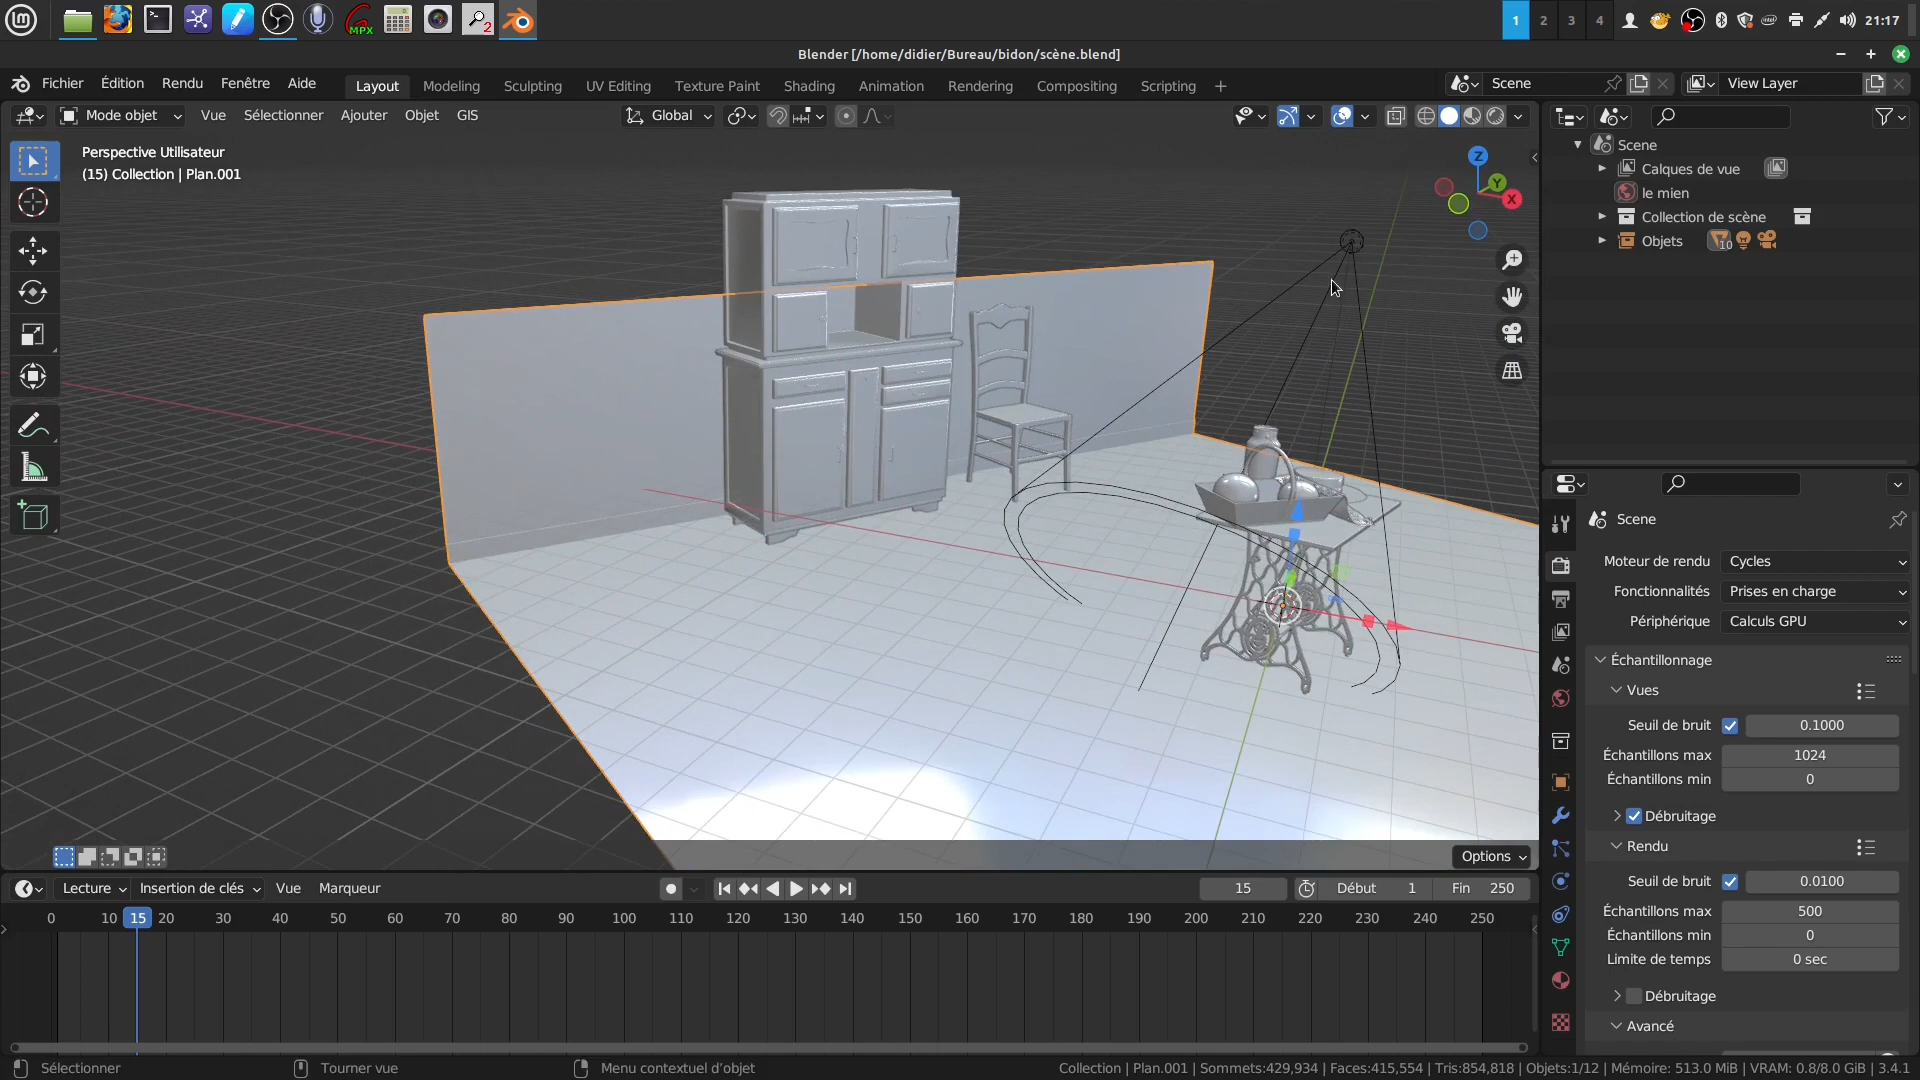 MPX
2
1 2 3 4
21:17
Blender [/home/didier/Bureau/bidon/scène.blend]
Fichier Édition Rendu Fenêtre Aide
Layout Modeling Sculpting UV Editing Texture Paint Shading Animation Rendering Compositing Scripting +
Scene
View Layer
Mode objet Vue Sélectionner Ajouter Objet GIS
Global
Perspective Utilisateur
(15) Collection | Plan.001
Z
Y
X
Scene
Calques de vue
le mien
Collection de scène
Objets 10
Scene
Moteur de rendu Cycles
Fonctionnalités Prises en charge
Périphérique Calculs GPU
Échantillonnage
Vues
Seuil de bruit 0.1000
Échantillons max 1024
Échantillons min 0
Débruitage
Rendu
Seuil de bruit 0.0100
Échantillons max 500
Échantillons min 0
Limite de temps 0 sec
Débruitage
Avancé
Options
Lecture Insertion de clés Vue Marqueur
15
Début 1
Fin 250
0 10 15 20 30 40 50 60 70 80 90 100 110 120 130 140 150 160 170 180 190 200 210 220 230 240 250
Sélectionner
Tourner vue
Menu contextuel d'objet
Collection | Plan.001 | Sommets:429,934 | Faces:415,554 | Tris:854,818 | Objets:1/12 | Mémoire: 513.0 MiB | VRAM: 0.8/8.0 GiB | 3.4.1